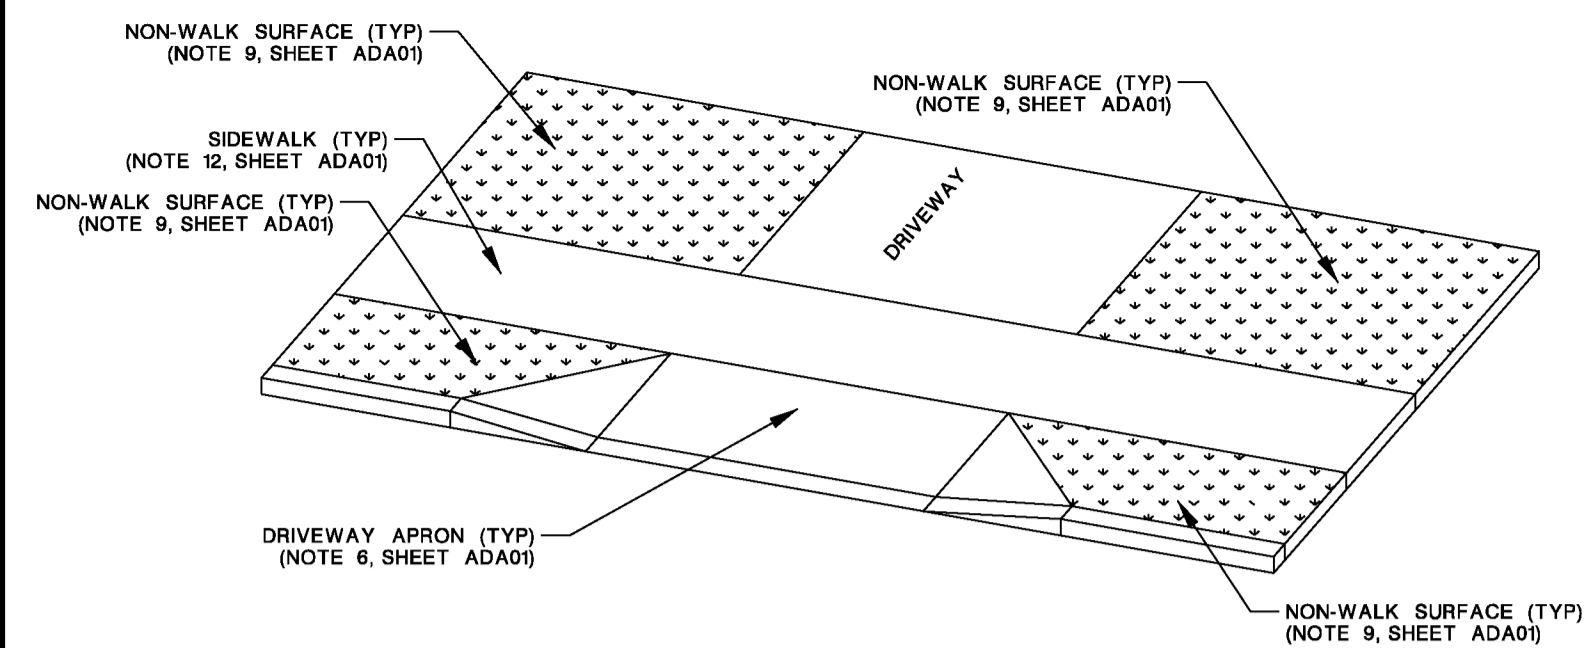 NON-WALK SURFACE (TYP)
(NOTE 9, SHEET ADA01)
NON-WALK SURFACE (TYP)
(NOTE 9, SHEET ADA01)
SIDEWALK (TYP)
(NOTE 12, SHEET ADA01)
NON-WALK SURFACE (TYP)
(NOTE 9, SHEET ADA01)
DRIVEWAY
DRIVEWAY APRON (TYP)
(NOTE 6, SHEET ADA01)
NON-WALK SURFACE (TYP)
(NOTE 9, SHEET ADA01)